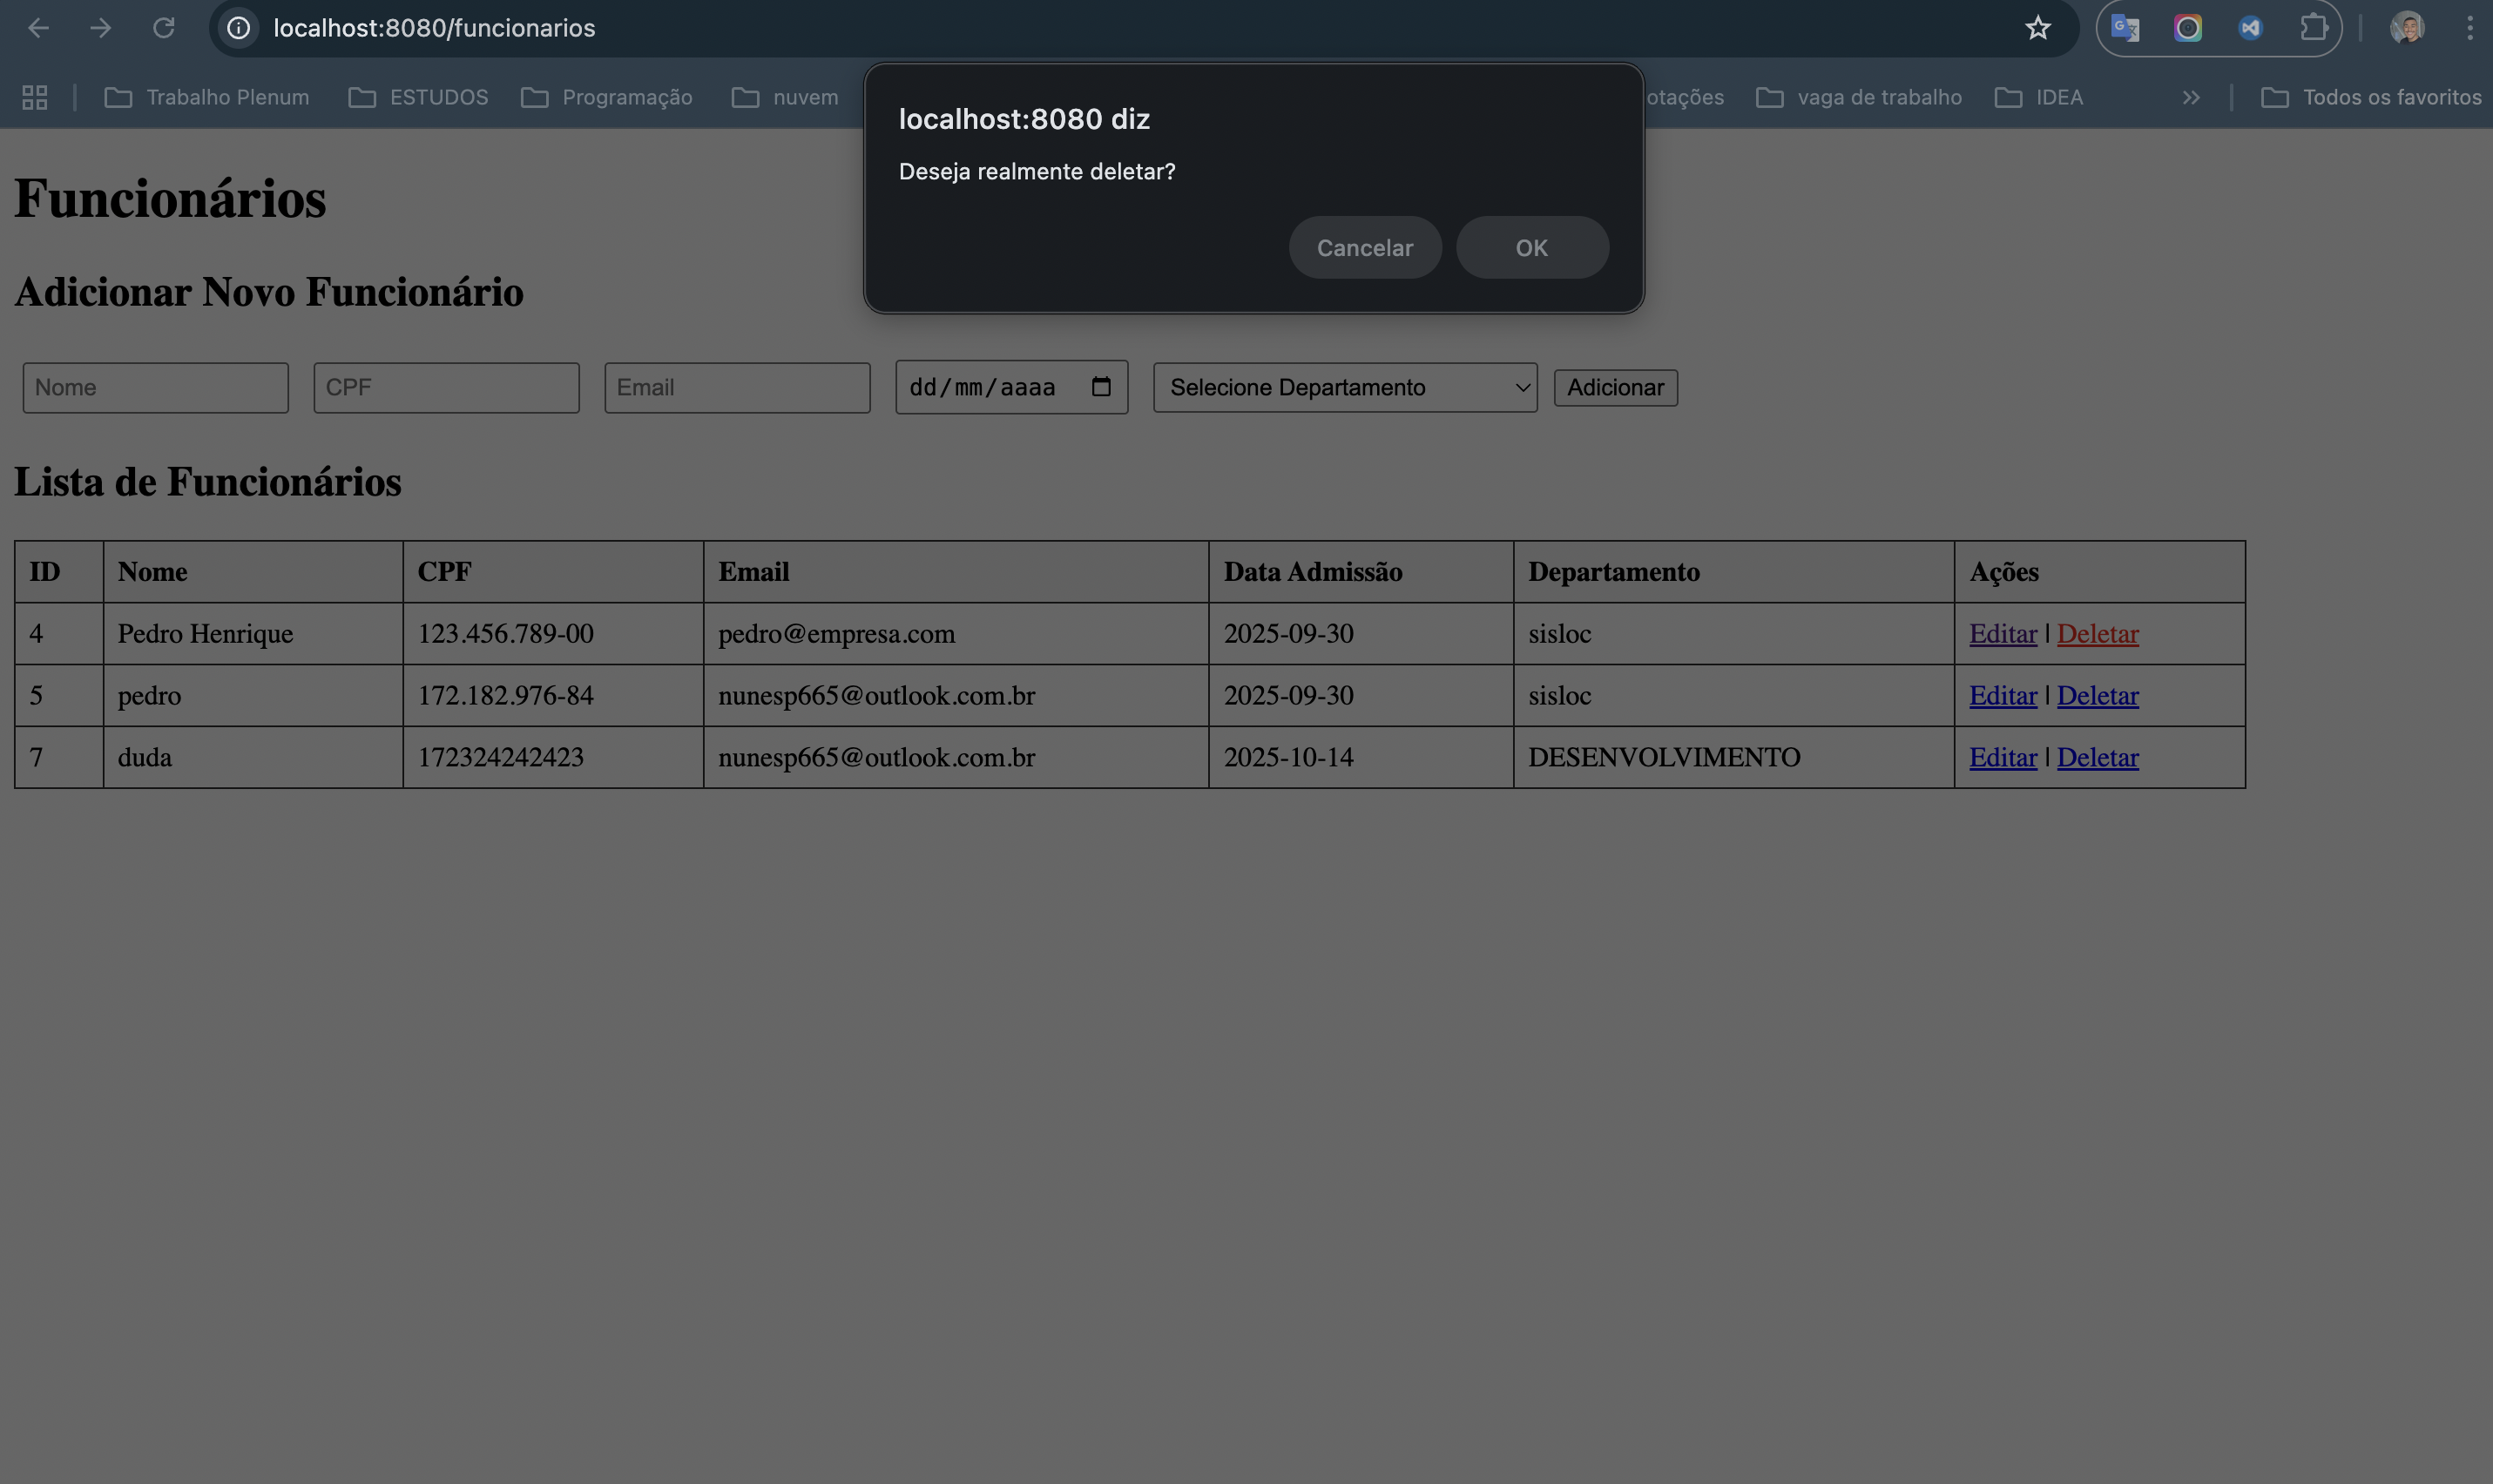 localhost:8080/funcionarios
Trabalho Plenum ESTUDOS Programação nuvem otações vaga de trabalho IDEA Todos os favoritos
localhost:8080 diz
Deseja realmente deletar?
Cancelar OK
Funcionários
Adicionar Novo Funcionário
Nome CPF Email dd/mm/aaaa Selecione Departamento Adicionar
Lista de Funcionários
ID Nome CPF Email Data Admissão Departamento Ações
4 Pedro Henrique 123.456.789-00 pedro@empresa.com 2025-09-30 sisloc Editar | Deletar
5 pedro 172.182.976-84 nunesp665@outlook.com.br 2025-09-30 sisloc Editar | Deletar
7 duda 172324242423 nunesp665@outlook.com.br 2025-10-14 DESENVOLVIMENTO Editar | Deletar